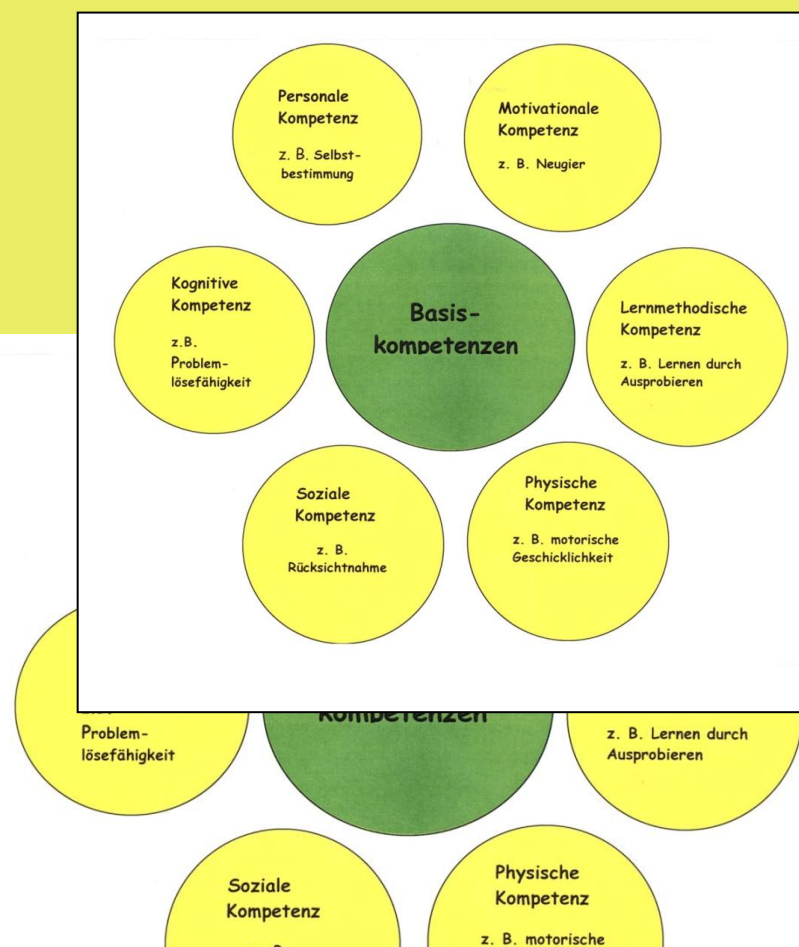 Personale
Kompetenz
z. B. Selbst-
bestimmung
Motivationale
Kompetenz
z. B. Neugier
Kognitive
Kompetenz
z.B.
Problem-
lösefähigkeit
Basis-
kompetenzen
Lernmethodische
Kompetenz
z. B. Lernen durch
Ausprobieren
Soziale
Kompetenz
z. B.
Rücksichtnahme
Physische
Kompetenz
z. B. motorische
Geschicklichkeit
Problem-
lösefähigkeit
kompetenzen
z. B. Lernen durch
Ausprobieren
Soziale
Kompetenz
Physische
Kompetenz
z. B. motorische